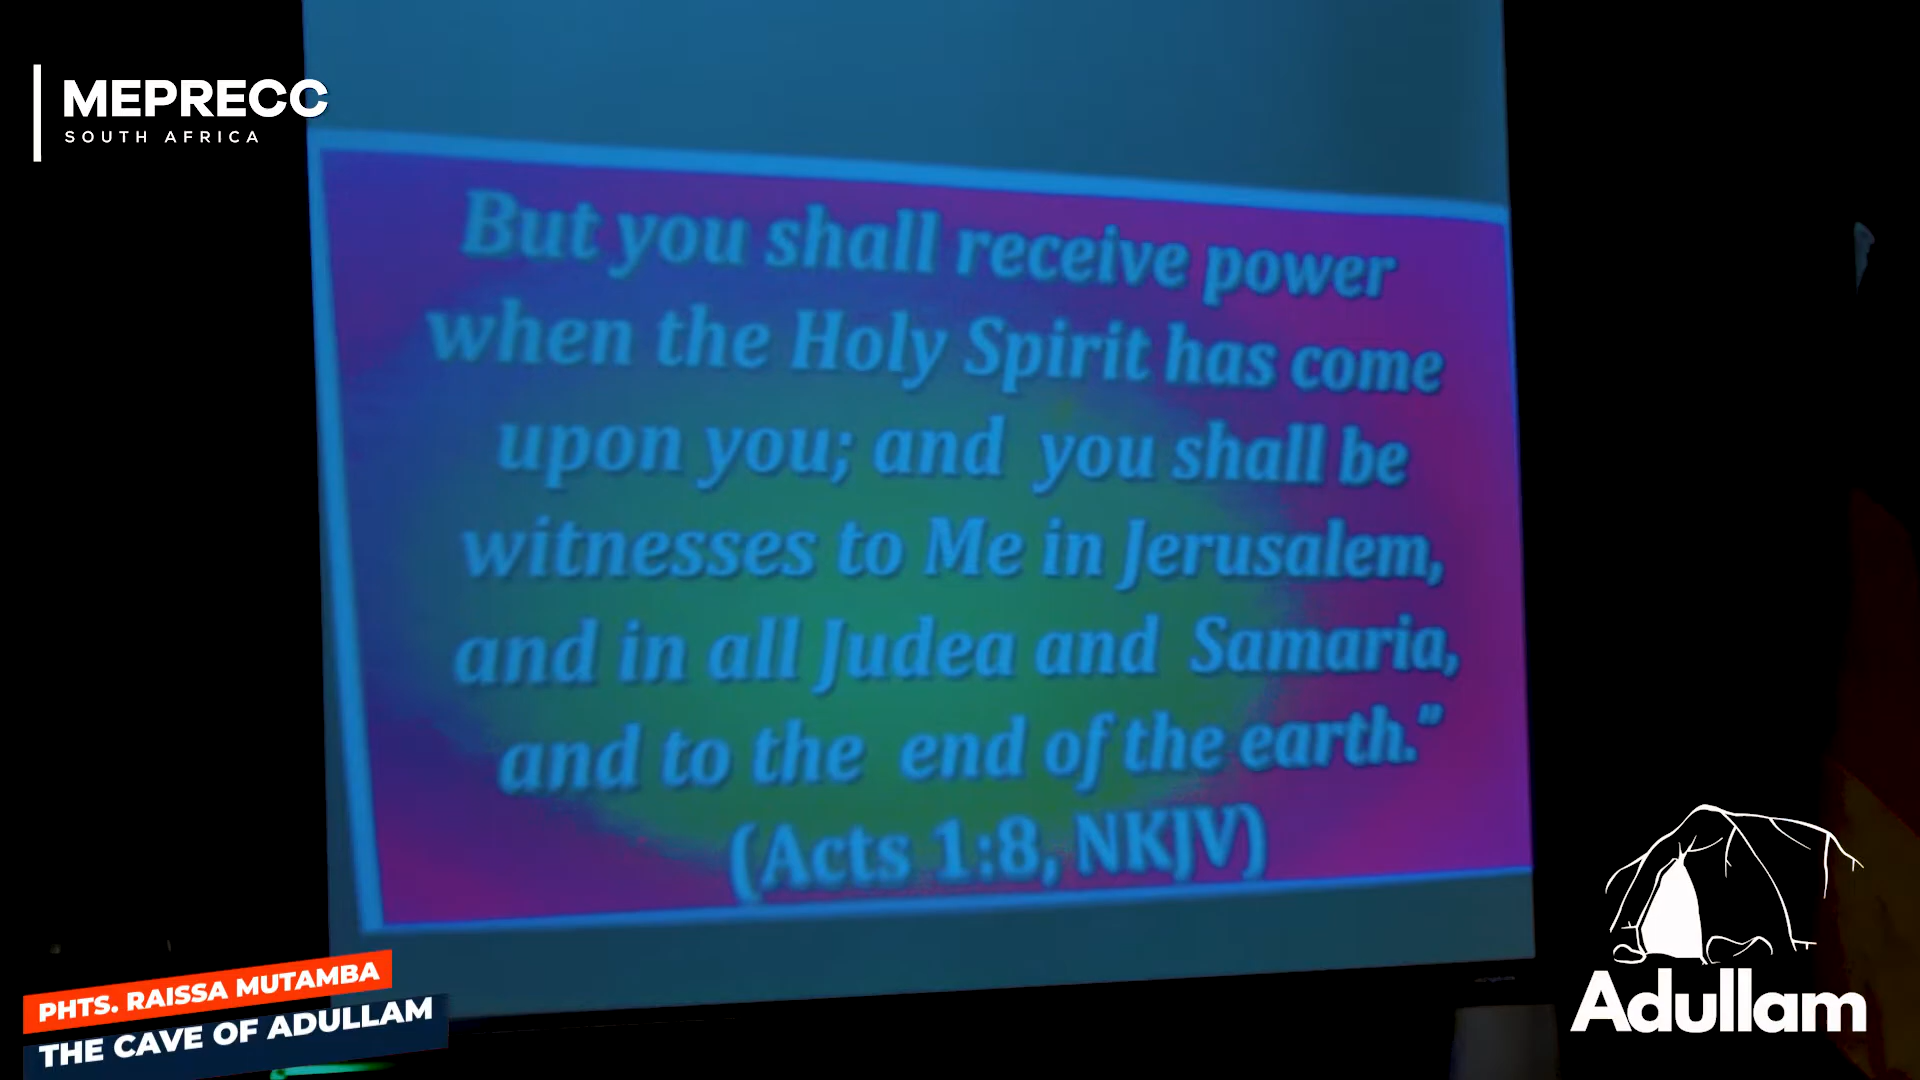 MEPRECC
SOUTH AFRICA
But you shall receive power
when the Holy Spirit has come
upon you; and you shall be
witnesses to Me in Jerusalem,
and in all Judea and Samaria,
and to the end of the earth.”
(Acts 1:8, NKJV)
PHTS. RAISSA MUTAMBA
THE CAVE OF ADULLAM
Adullam